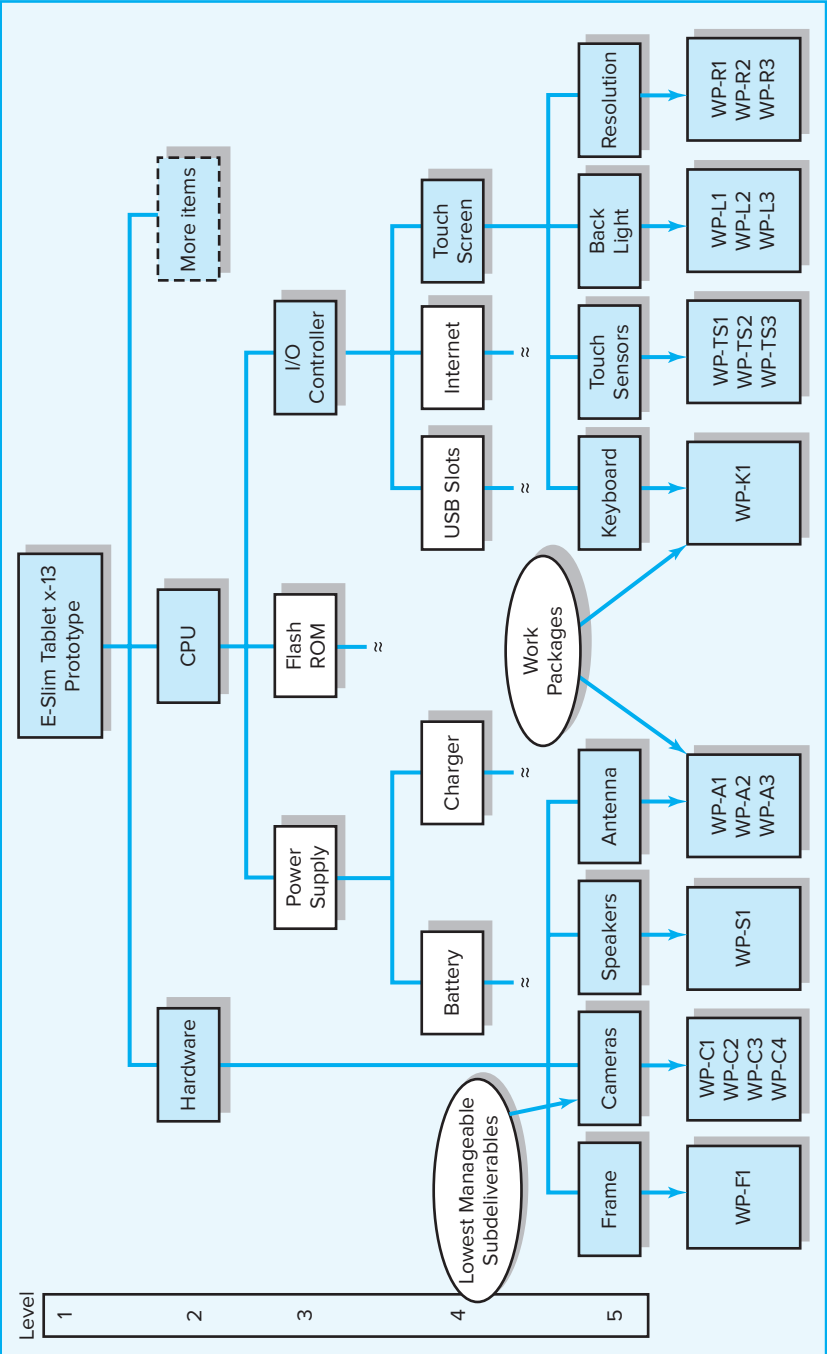 Level
1
2
3
4
5
E-Slim Tablet x-13
Prototype
Hardware
CPU
More items
Power
Supply
Flash
ROM
I/O
Controller
≈
Battery
Charger
USB Slots
Internet
Touch
Screen
≈
≈
≈
≈
Lowest Manageable
Subdeliverables
Work
Packages
Frame
Cameras
Speakers
Antenna
Keyboard
Touch
Sensors
Back
Light
Resolution
WP-F1
WP-C1
WP-C2
WP-C3
WP-C4
WP-S1
WP-A1
WP-A2
WP-A3
WP-K1
WP-TS1
WP-TS2
WP-TS3
WP-L1
WP-L2
WP-L3
WP-R1
WP-R2
WP-R3